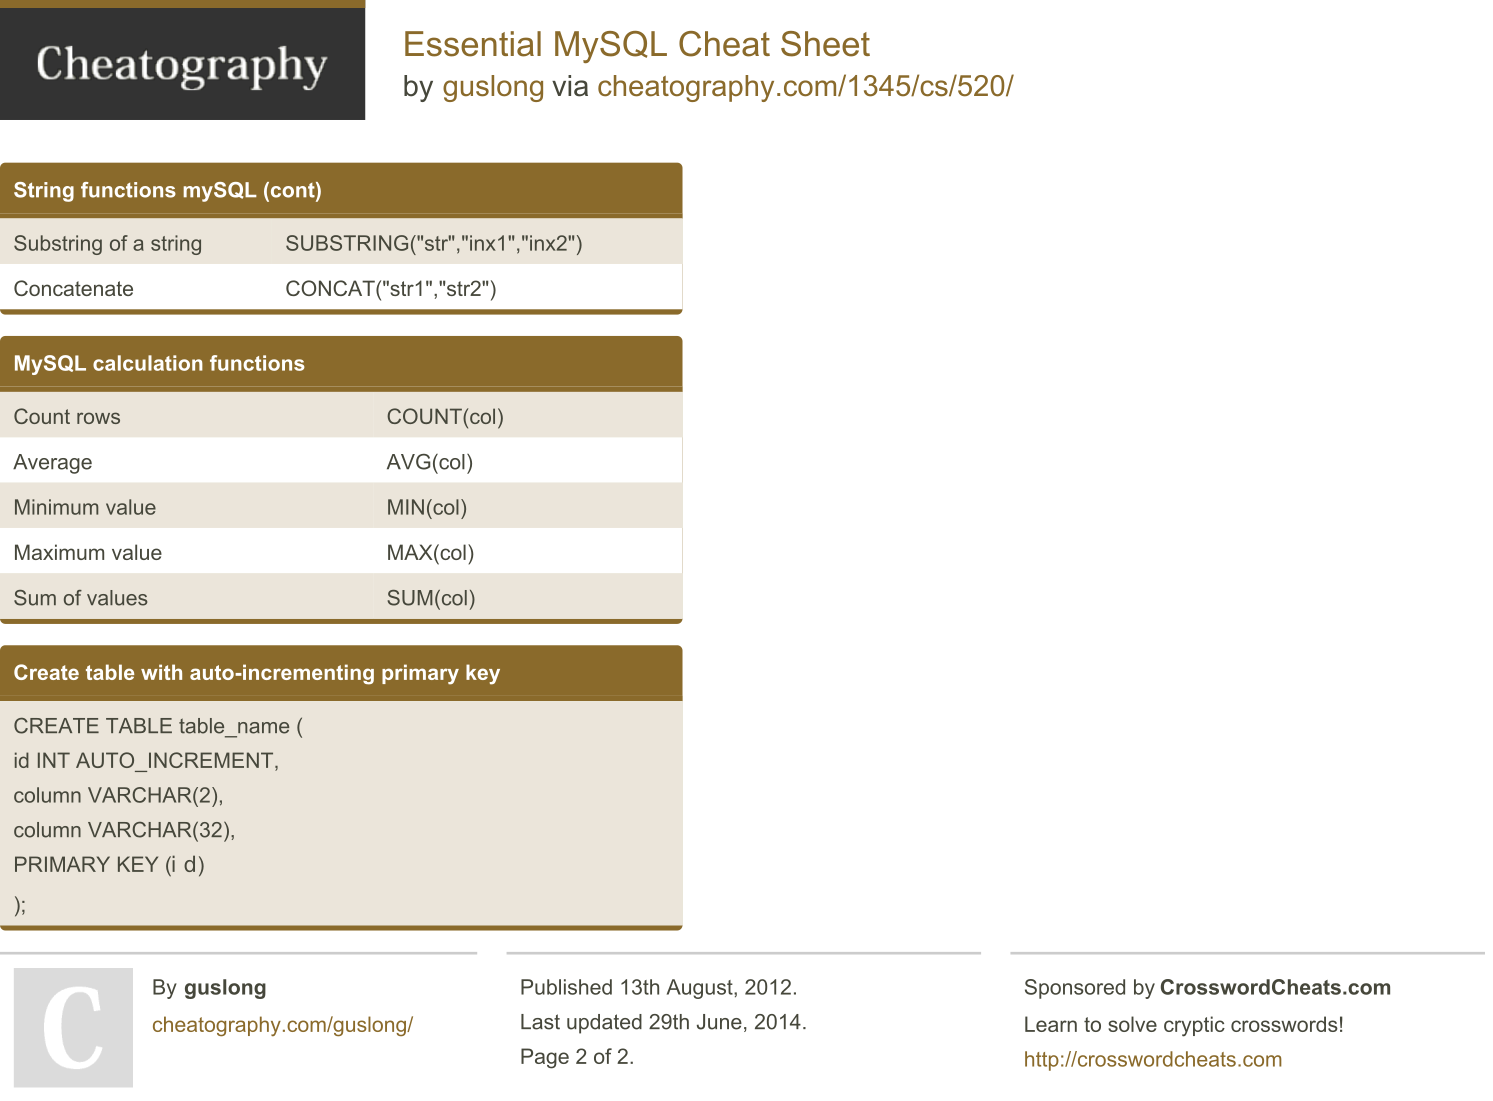 Cheatography
Essential MySQL Cheat Sheet
by guslong via cheatography.com/1345/cs/520/
String functions mySQL (cont)
Substring of a string SUBSTRING("str","inx1","inx2")
Concatenate CONCAT("str1","str2")
MySQL calculation functions
Count rows COUNT(col)
Average AVG(col)
Minimum value MIN(col)
Maximum value MAX(col)
Sum of values SUM(col)
Create table with auto-incrementing primary key
CREATE TABLE table_name (
id INT AUTO_INCREMENT,
column VARCHAR(2),
column VARCHAR(32),
PRIMARY KEY (i d)
);
C
By guslong
cheatography.com/guslong/
Published 13th August, 2012.
Last updated 29th June, 2014.
Page 2 of 2.
Sponsored by CrosswordCheats.com
Learn to solve cryptic crosswords!
http://crosswordcheats.com